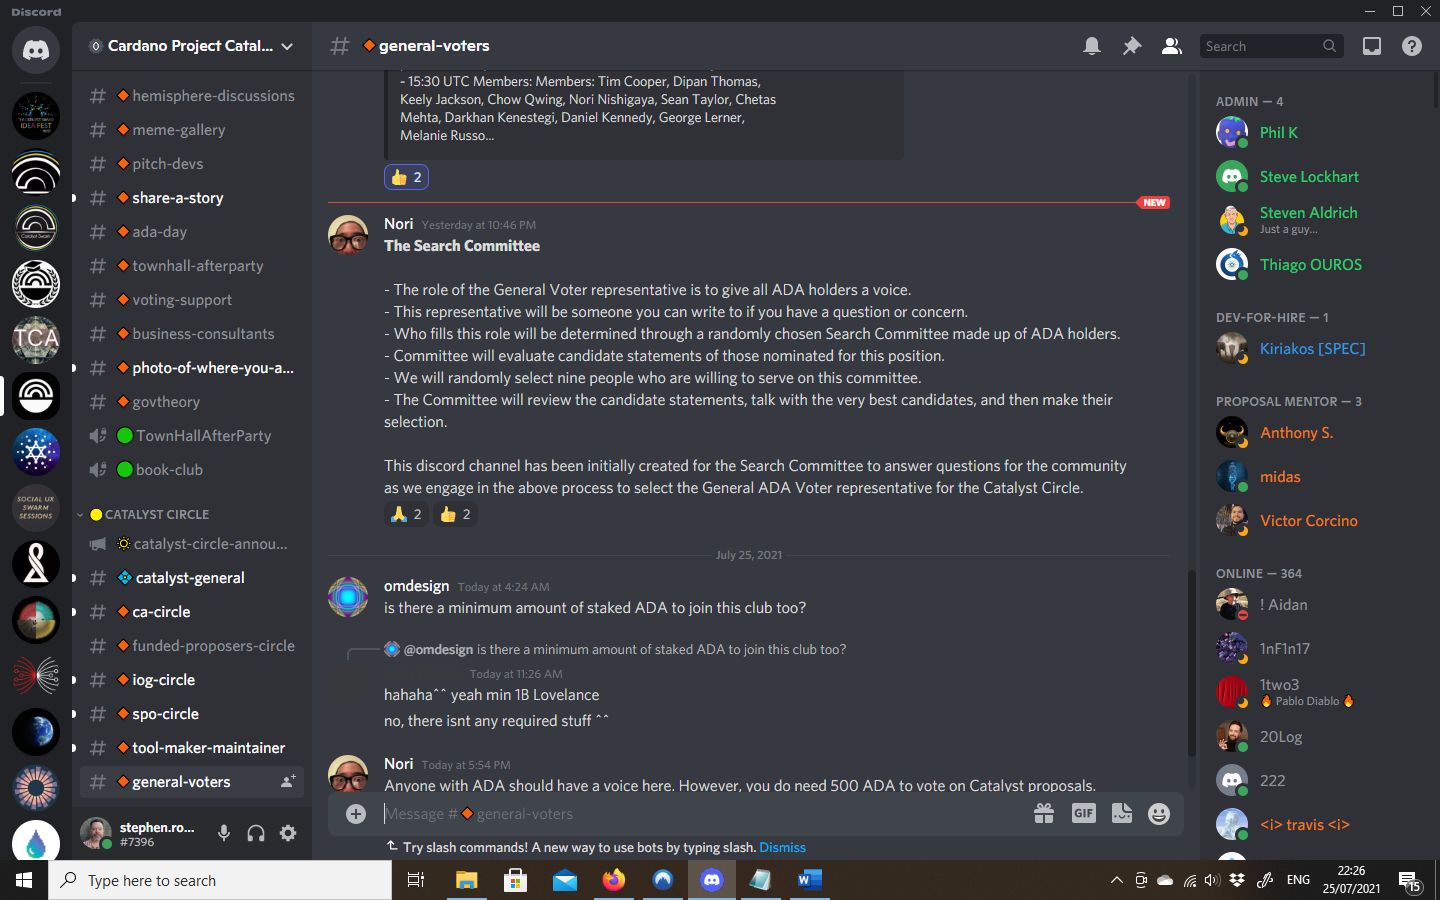 Discord
Cardano Project Catal...
general-voters
Search
hemisphere-discussions
meme-gallery
pitch-devs
share-a-story
ada-day
townhall-afterparty
voting-support
business-consultants
photo-of-where-you-a...
govtheory
TownHallAfterParty
book-club
CATALYST CIRCLE
catalyst-circle-annou...
catalyst-general
ca-circle
funded-proposers-circle
iog-circle
spo-circle
tool-maker-maintainer
general-voters
stephen.ro...
#7396
IDEA FEST
TCA
SOCIAL UX
SWARM
SESSIONS
- 15:30 UTC Members: Members: Tim Cooper, Dipan Thomas,
Keely Jackson, Chow Qwing, Nori Nishigaya, Sean Taylor, Chetas
Mehta, Darkhan Kenestegi, Daniel Kennedy, George Lerner,
Melanie Russo...
2
NEW
Nori Yesterday at 10:46 PM
The Search Committee
- The role of the General Voter representative is to give all ADA holders a voice.
- This representative will be someone you can write to if you have a question or concern.
- Who fills this role will be determined through a randomly chosen Search Committee made up of ADA holders.
- Committee will evaluate candidate statements of those nominated for this position.
- We will randomly select nine people who are willing to serve on this committee.
- The Committee will review the candidate statements, talk with the very best candidates, and then make their
selection.
This discord channel has been initially created for the Search Committee to answer questions for the community
as we engage in the above process to select the General ADA Voter representative for the Catalyst Circle.
2 2
July 25, 2021
omdesign Today at 4:24 AM
is there a minimum amount of staked ADA to join this club too?
@omdesign is there a minimum amount of staked ADA to join this club too?
Today at 11:26 AM
hahaha^^ yeah min 1B Lovelance
no, there isnt any required stuff ^^
Nori Today at 5:54 PM
Anyone with ADA should have a voice here. However, you do need 500 ADA to vote on Catalyst proposals.
Message # general-voters
GIF
Try slash commands! A new way to use bots by typing slash. Dismiss
ADMIN — 4
Phil K
Steve Lockhart
Steven Aldrich
Just a guy...
Thiago OUROS
DEV-FOR-HIRE — 1
Kiriakos [SPEC]
PROPOSAL MENTOR — 3
Anthony S.
midas
Victor Corcino
ONLINE — 364
! Aidan
1nF1n17
1two3
Pablo Diablo
20Log
222
<i> travis <i>
Type here to search
ENG
22:26
25/07/2021
15